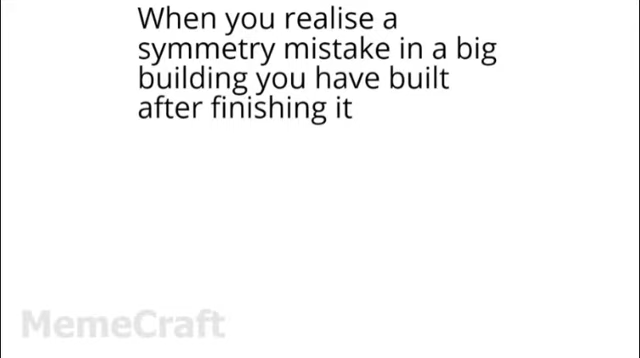 When you realise a
symmetry mistake in a big
building you have built
after finishing it
MemeCraft